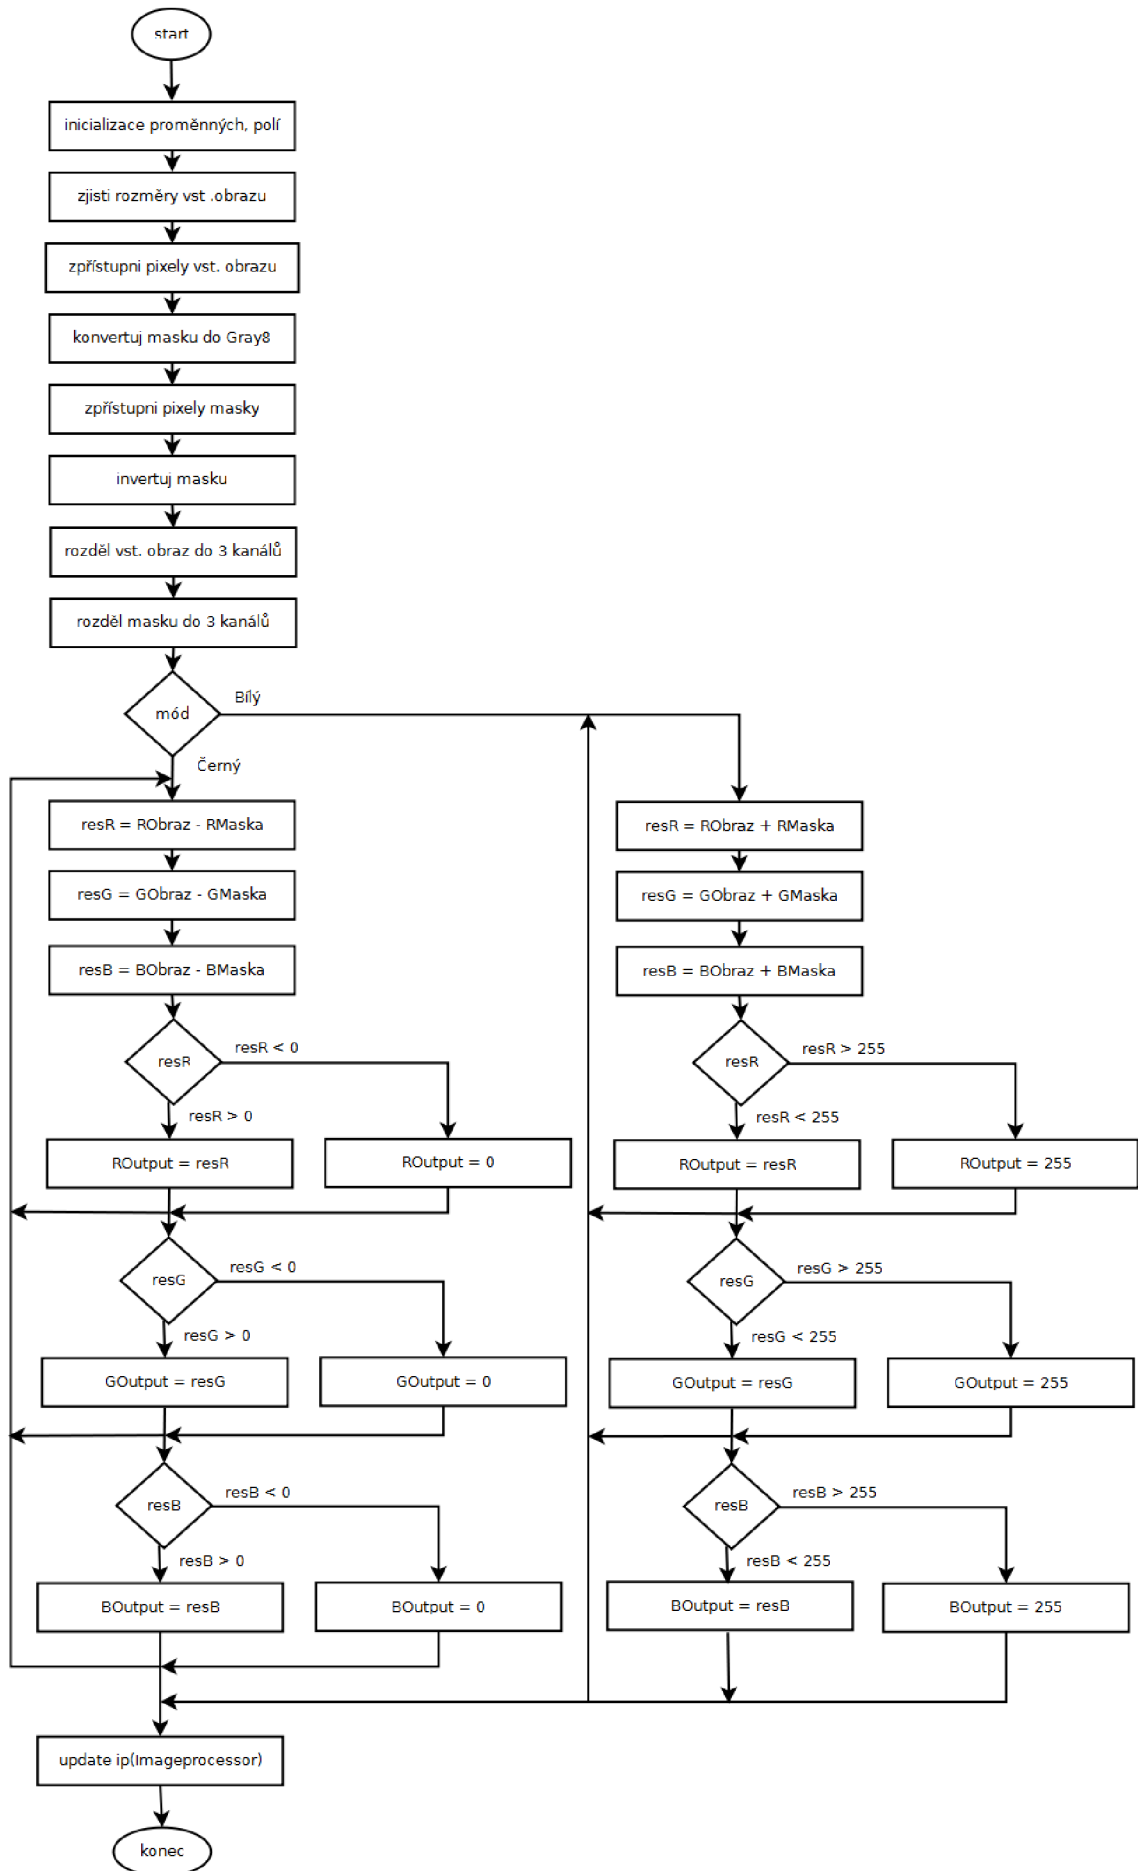 start
inicializace proměnných, polí
zjisti rozměry vst .obrazu
zpřístupni pixely vst. obrazu
konvertuj masku do Gray8
zpřístupni pixely masky
invertuj masku
rozděl vst. obraz do 3 kanálů
rozděl masku do 3 kanálů
mód
Bílý
Černý
resR = RObraz - RMaska
resG = GObraz - GMaska
resB = BObraz - BMaska
resR
resR < 0
resR > 0
ROutput = resR
ROutput = 0
resG
resG < 0
resG > 0
GOutput = resG
GOutput = 0
resB
resB < 0
resB > 0
BOutput = resB
BOutput = 0
resR = RObraz + RMaska
resG = GObraz + GMaska
resB = BObraz + BMaska
resR
resR > 255
resR < 255
ROutput = resR
ROutput = 255
resG
resG > 255
resG < 255
GOutput = resG
GOutput = 255
resB
resB > 255
resB < 255
BOutput = resB
BOutput = 255
update ip(Imageprocessor)
konec